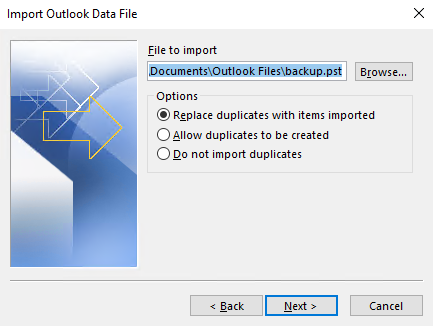 Import Outlook Data File
File to import
Documents\Outlook Files\backup.pst
Browse...
Options
Replace duplicates with items imported
Allow duplicates to be created
Do not import duplicates
< Back
Next >
Cancel